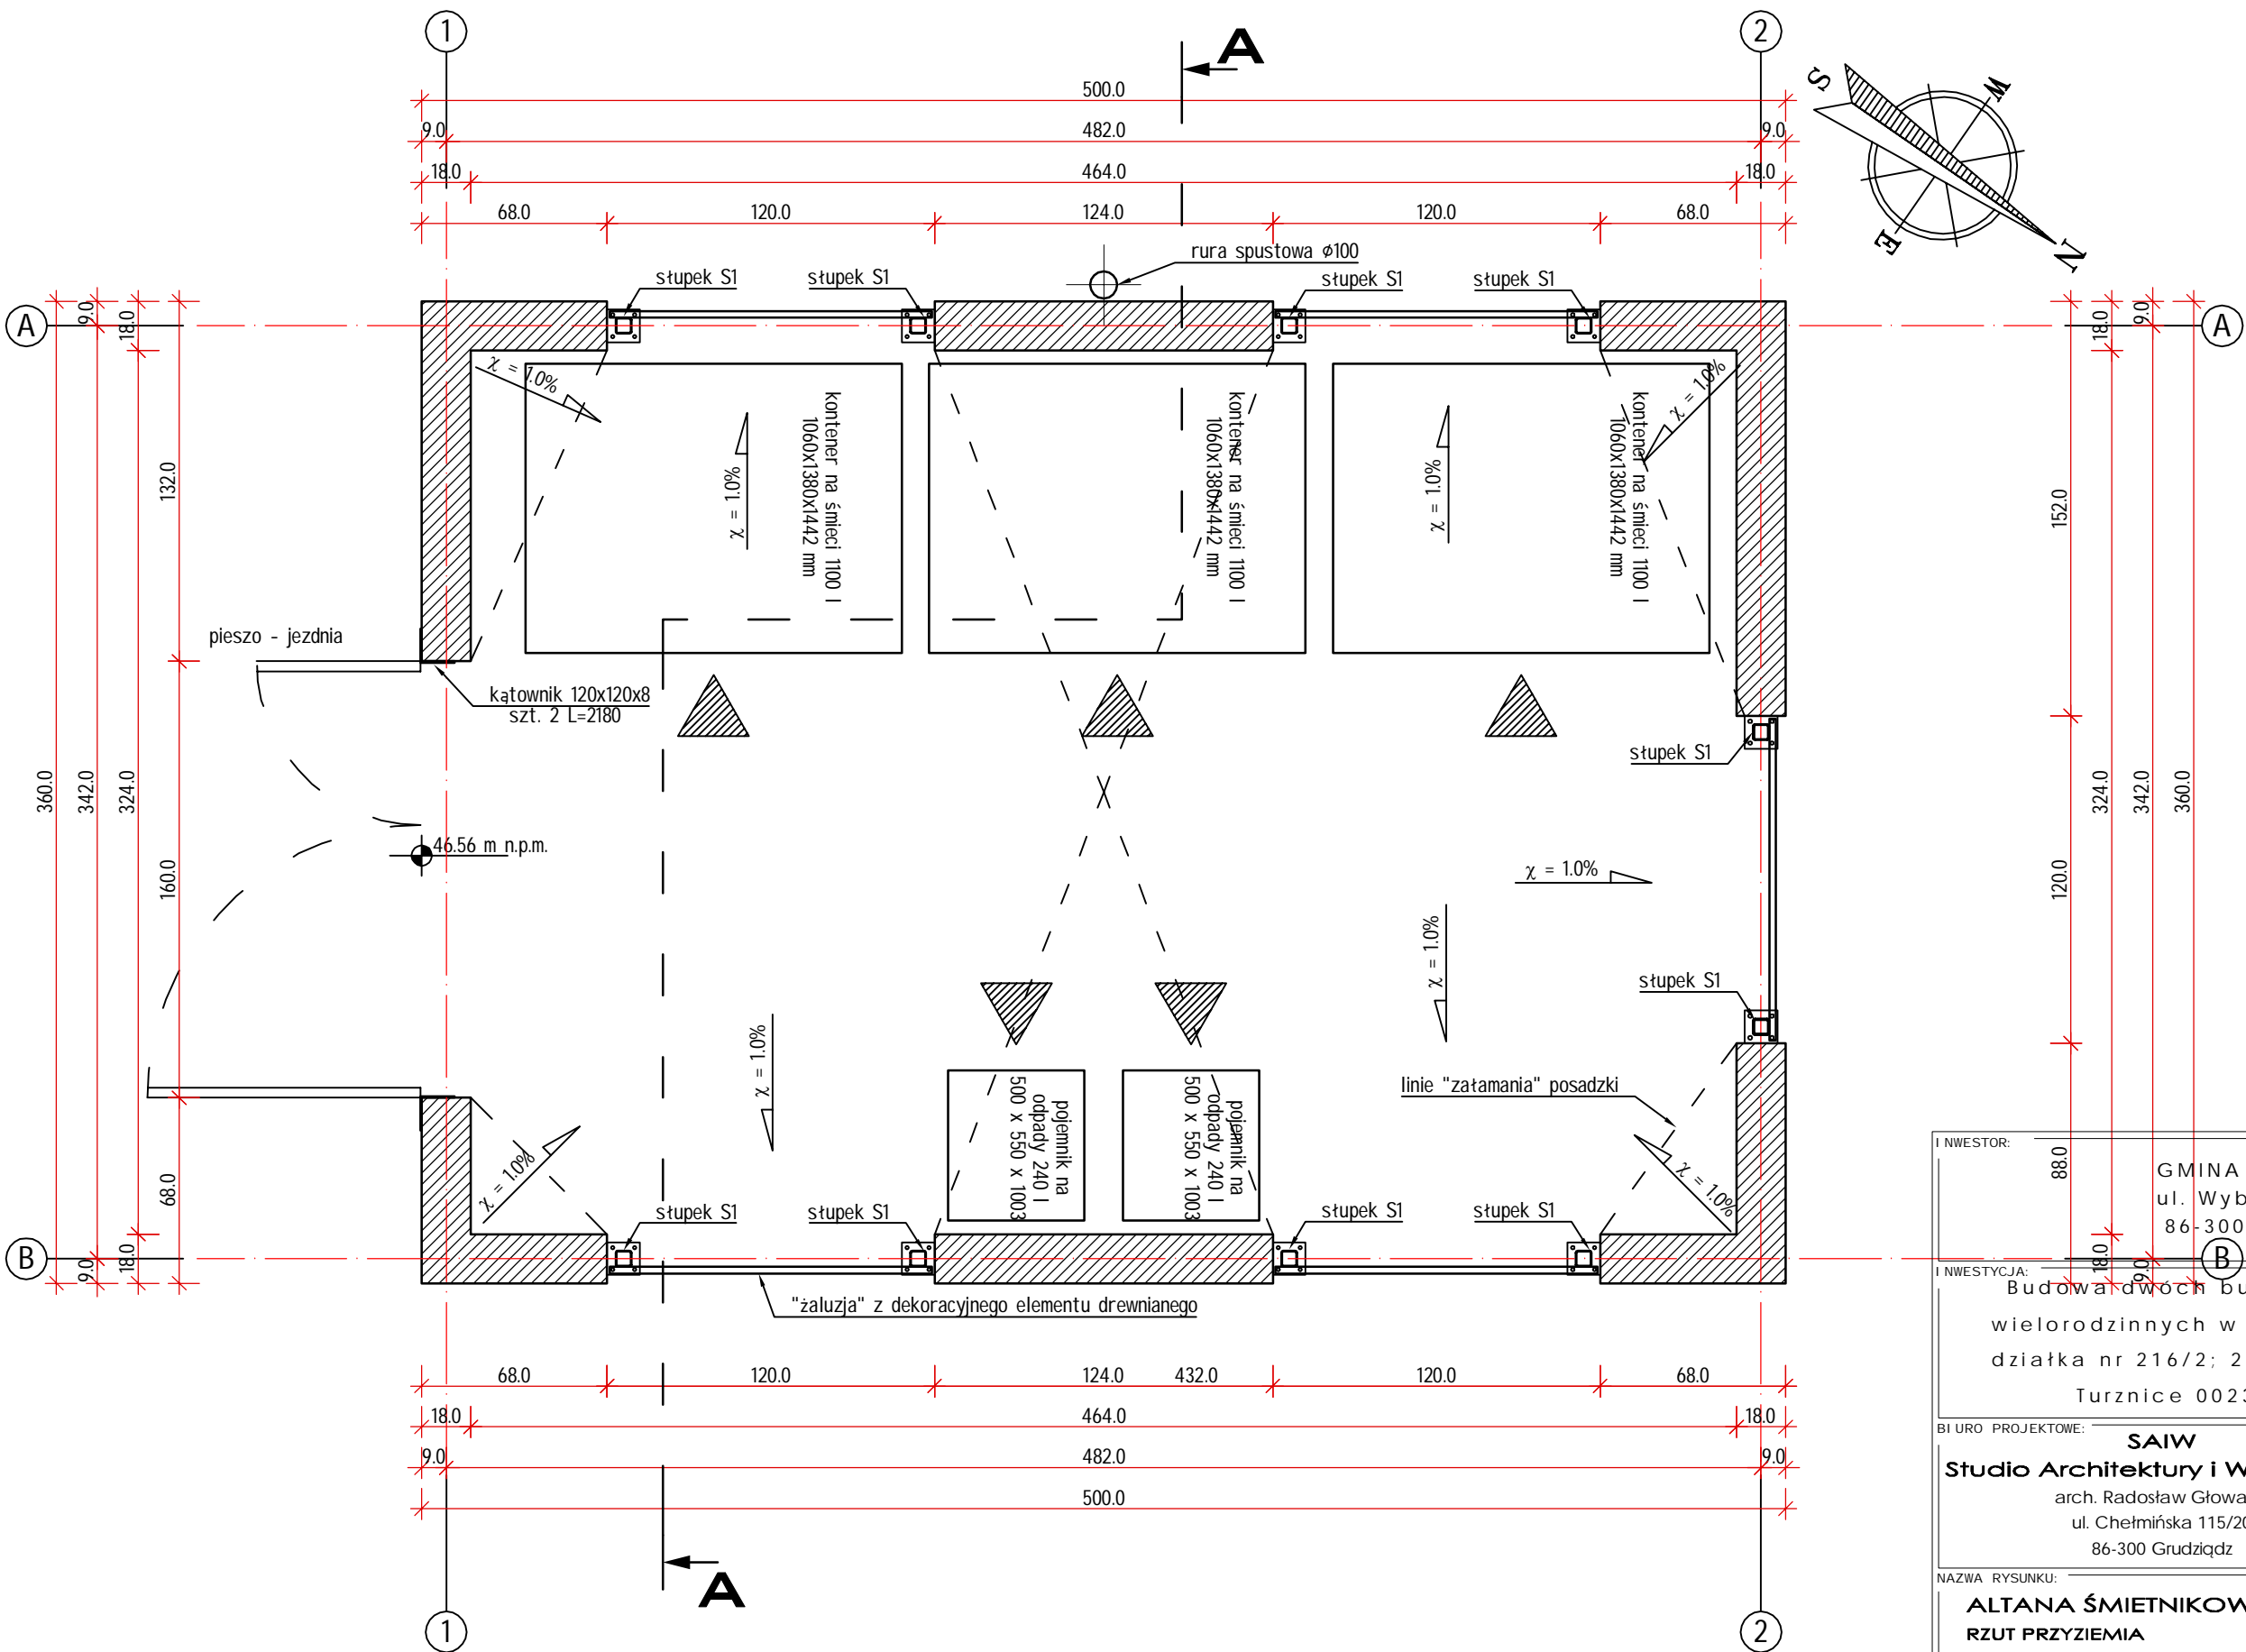 1
2
A
500.0
9.0
482.0
9.0
18.0
464.0
18.0
68.0
120.0
124.0
120.0
68.0
S
W
E
N
rura spustowa ø100
słupek S1
słupek S1
słupek S1
słupek S1
A
A
9.0
18.0
132.0
360.0
342.0
324.0
160.0
68.0
18.0
9.0
18.0
9.0
152.0
324.0
342.0
360.0
120.0
88.0
18.0
9.0
χ = 1.0%
χ = 1.0%
χ = 1.0%
χ = 1.0%
kontener na śmieci 1100 l
1060x1380x1442 mm
kontener na śmieci 1100 l
1060x1380x1442 mm
kontener na śmieci 1100 l
1060x1380x1442 mm
pieszo - jezdnia
kątownik 120x120x8
szt. 2 L=2180
słupek S1
46.56 m n.p.m.
χ = 1.0%
χ = 1.0%
χ = 1.0%
słupek S1
linie "załamania" posadzki
pojemnik na
odpady 240 l
500 x 550 x 1003
pojemnik na
odpady 240 l
500 x 550 x 1003
χ = 1.0%
χ = 1.0%
słupek S1
słupek S1
słupek S1
słupek S1
B
B
"żaluzja" z dekoracyjnego elementu drewnianego
68.0
120.0
124.0
432.0
120.0
68.0
18.0
464.0
18.0
9.0
482.0
9.0
500.0
A
1
2
INWESTOR:
GMINA
ul. Wyb
86-300
INWESTYCJA:
Budowa dwóch bu
wielorodzinnych w
działka nr 216/2; 2
Turznice 0023
BIURO PROJEKTOWE:
SAIW
Studio Architektury i W
arch. Radosław Głowa
ul. Chełmińska 115/20
86-300 Grudziądz
NAZWA RYSUNKU:
ALTANA ŚMIETNIKOW
RZUT PRZYZIEMIA